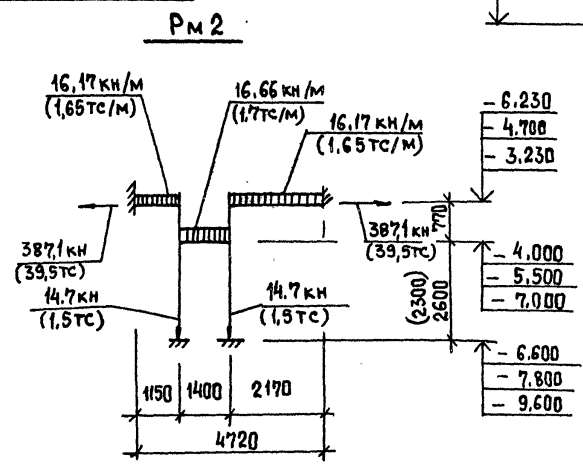 Рм 2
16,17 кн/м
(1,65 тс/м)
16.66 кн/м
(1.7 тс/м)
16,17 кн/м
(1,65 тс/м)
– 6.230
– 4.700
– 3.230
770
387,1 кн
(39,5 тс)
387,1 кн
(39,5 тс)
– 4.000
– 5.500
– 7.000
14.7 кн
(1,5 тс)
14.7 кн
(1,5 тс)
(2300)
2600
– 6.600
– 7.800
– 9.600
1150
1400
2170
4720